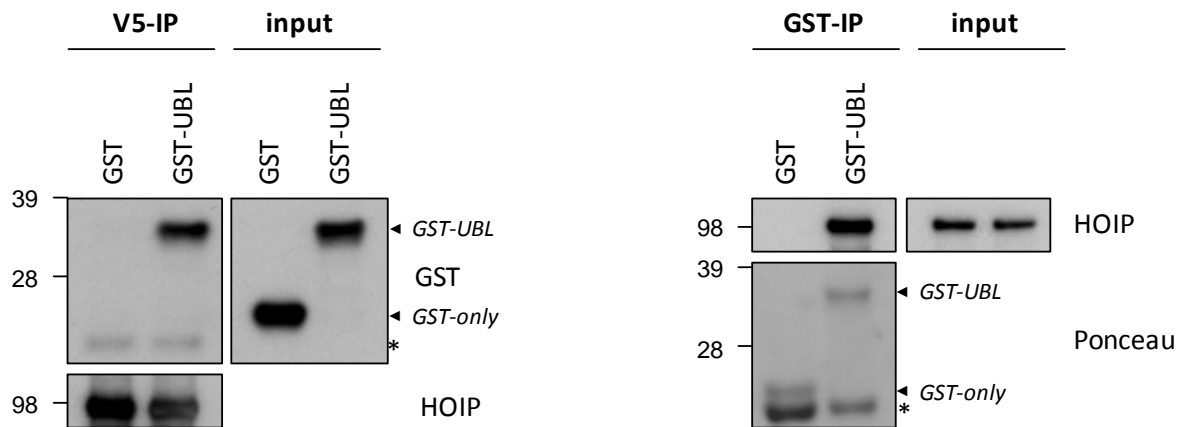 V5-IP input
GST GST-UBL GST GST-UBL
39
GST-UBL
28
GST
GST-only
*
98
HOIP
GST-IP input
GST GST-UBL
98
HOIP
39
GST-UBL
28
Ponceau
GST-only
*